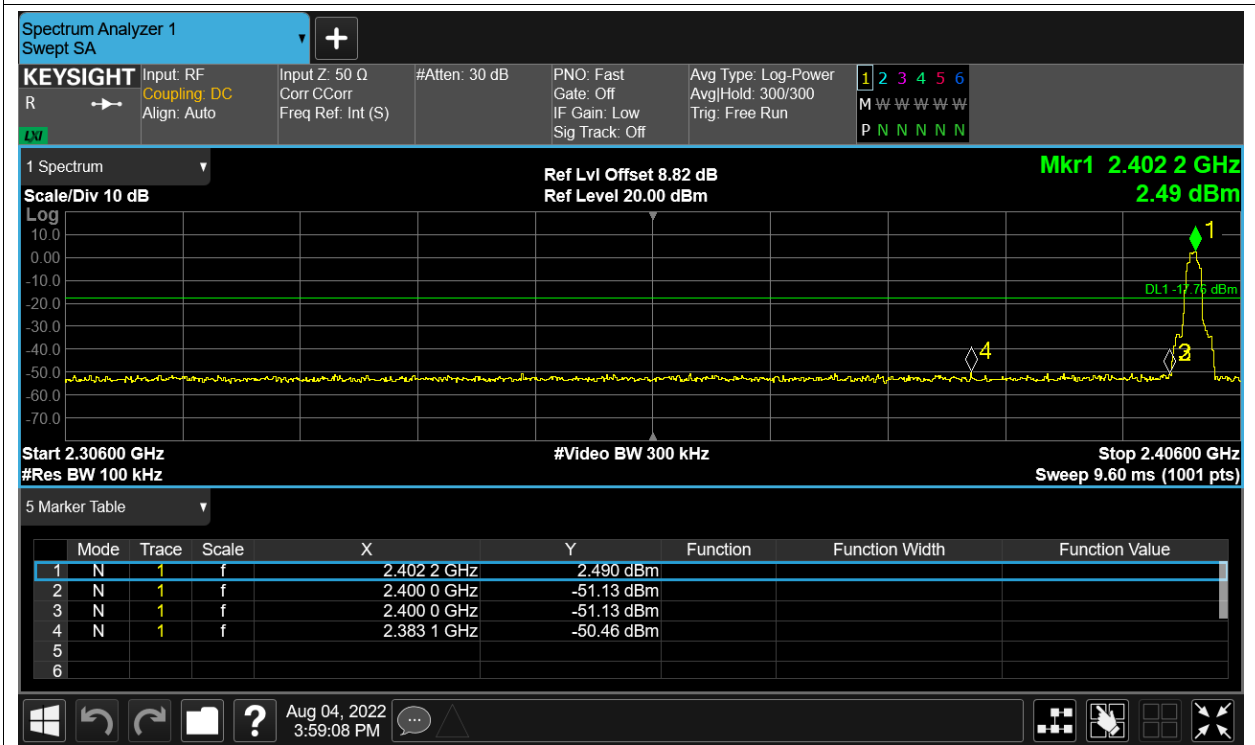 Spectrum Analyzer 1
Swept SA
KEYSIGHT Input: RF Input Z: 50 Ω #Atten: 30 dB PNO: Fast Avg Type: Log-Power 1 2 3 4 5 6
R Coupling: DC Corr CCorr Gate: Off Avg|Hold: 300/300 M W W W W W
Align: Auto Freq Ref: Int (S) IF Gain: Low Trig: Free Run
LXI Sig Track: Off P N N N N N
1 Spectrum Ref Lvl Offset 8.82 dB Mkr1 2.402 2 GHz
Scale/Div 10 dB Ref Level 20.00 dBm 2.49 dBm
Log
10.0 1
0.00
-10.0
DL1 -17.76 dBm
-20.0
-30.0
-40.0 4
-50.0
-60.0
-70.0
Start 2.30600 GHz #Video BW 300 kHz Stop 2.40600 GHz
#Res BW 100 kHz Sweep 9.60 ms (1001 pts)
5 Marker Table
Mode Trace Scale X Y Function Function Width Function Value
1 N 1 f 2.402 2 GHz 2.490 dBm
2 N 1 f 2.400 0 GHz -51.13 dBm
3 N 1 f 2.400 0 GHz -51.13 dBm
4 N 1 f 2.383 1 GHz -50.46 dBm
5
6
? Aug 04, 2022
3:59:08 PM